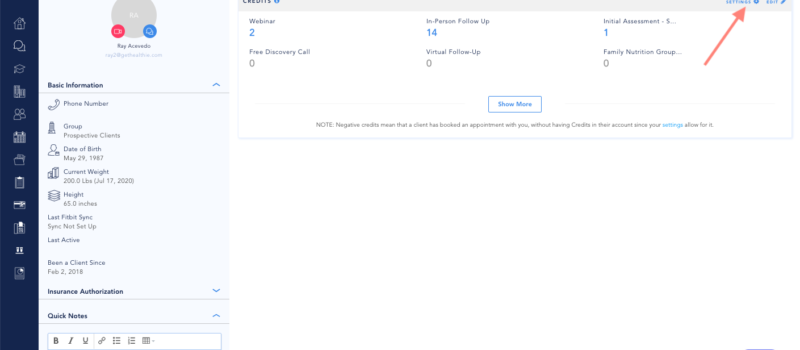 RA
Ray Acevedo
ray2@gethealthie.com
Basic Information
Phone Number
Group
Prospective Clients
Date of Birth
May 29, 1987
Current Weight
200.0 Lbs (Jul 17, 2020)
Height
65.0 inches
Last Fitbit Sync
Sync Not Set Up
Last Active
Been a Client Since
Feb 2, 2018
Insurance Authorization
Quick Notes
B I U
CREDITS
SETTINGS EDIT
Webinar
2
In-Person Follow Up
14
Initial Assessment - S...
1
Free Discovery Call
0
Virtual Follow-Up
0
Family Nutrition Group...
0
Show More
NOTE: Negative credits mean that a client has booked an appointment with you, without having Credits in their account since your settings allow for it.